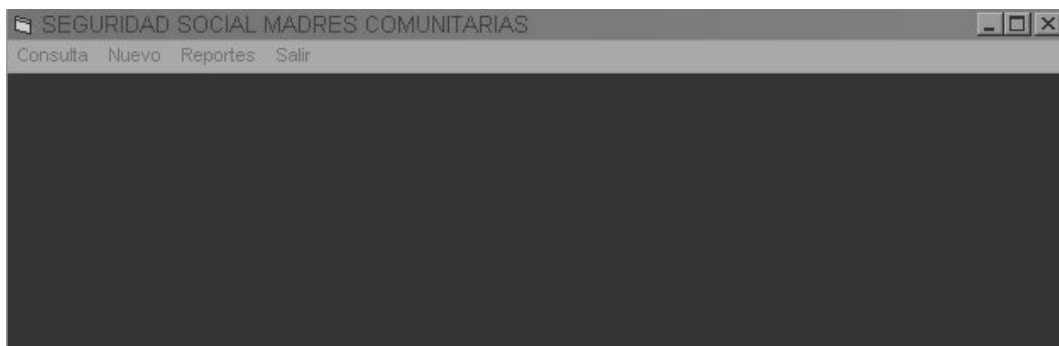 SEGURIDAD SOCIAL MADRES COMUNITARIAS
Consulta Nuevo Reportes Salir